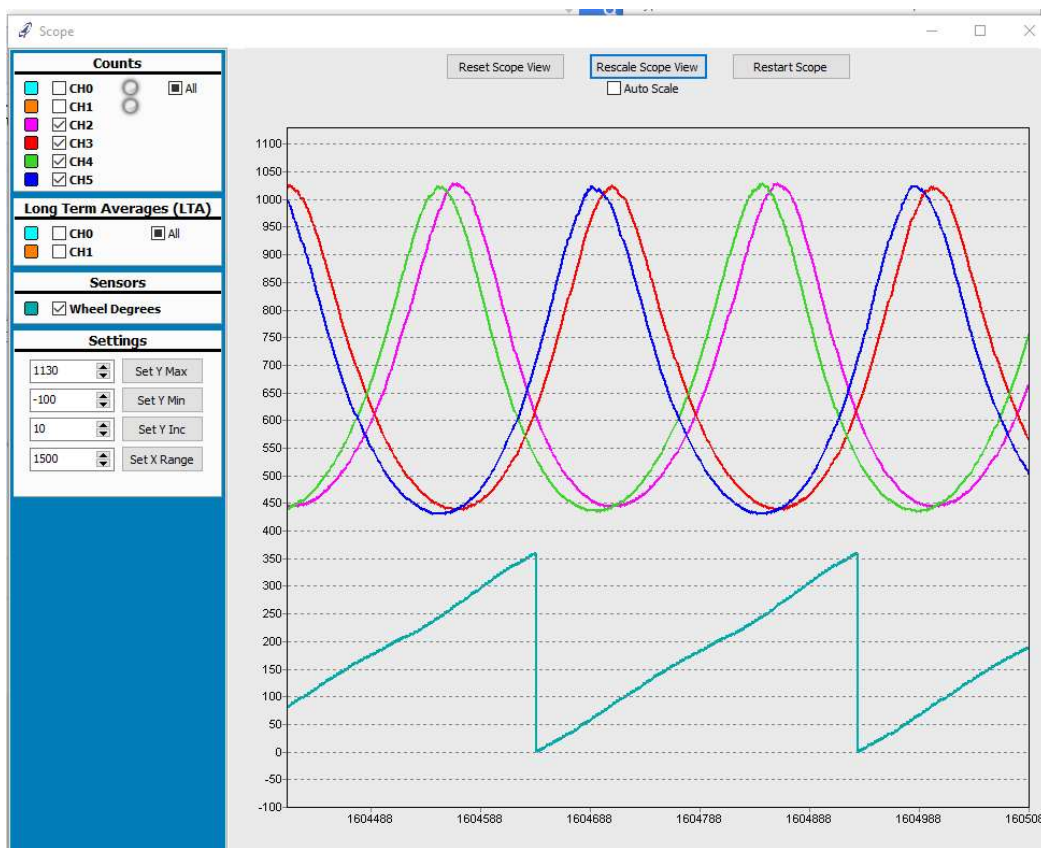 Scope
Counts
CH0
All
CH1
CH2
CH3
CH4
CH5
Long Term Averages (LTA)
CH0
All
CH1
Sensors
Wheel Degrees
Settings
1130
Set Y Max
-100
Set Y Min
10
Set Y Inc
1500
Set X Range
Reset Scope View
Rescale Scope View
Restart Scope
Auto Scale
1100
1050
1000
950
900
850
800
750
700
650
600
550
500
450
400
350
300
250
200
150
100
50
0
-50
-100
1604488
1604588
1604688
1604788
1604888
1604988
160508